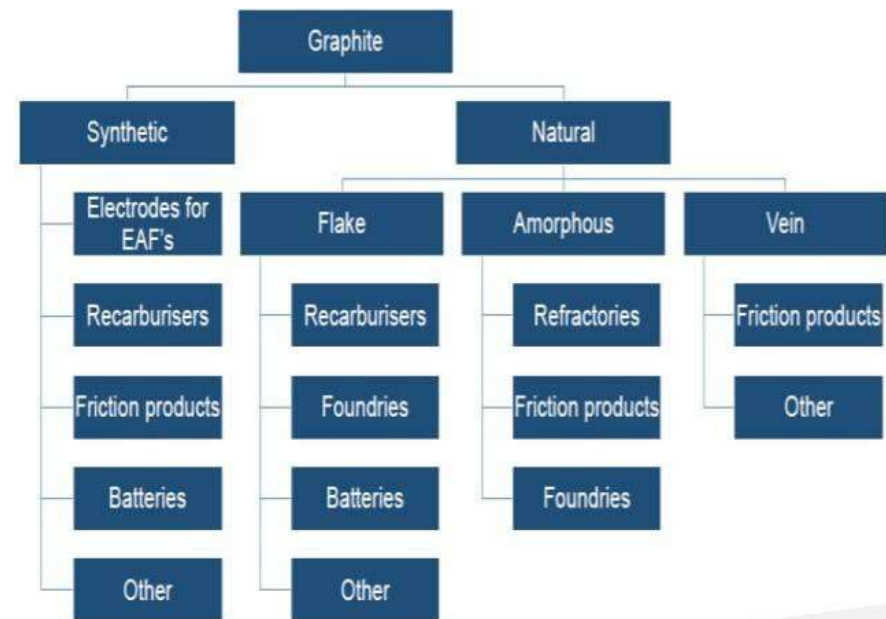 Graphite
Synthetic
Natural
Electrodes for
EAF's
Recarburisers
Friction products
Batteries
Other
Flake
Recarburisers
Foundries
Batteries
Other
Amorphous
Refractories
Friction products
Foundries
Vein
Friction products
Other